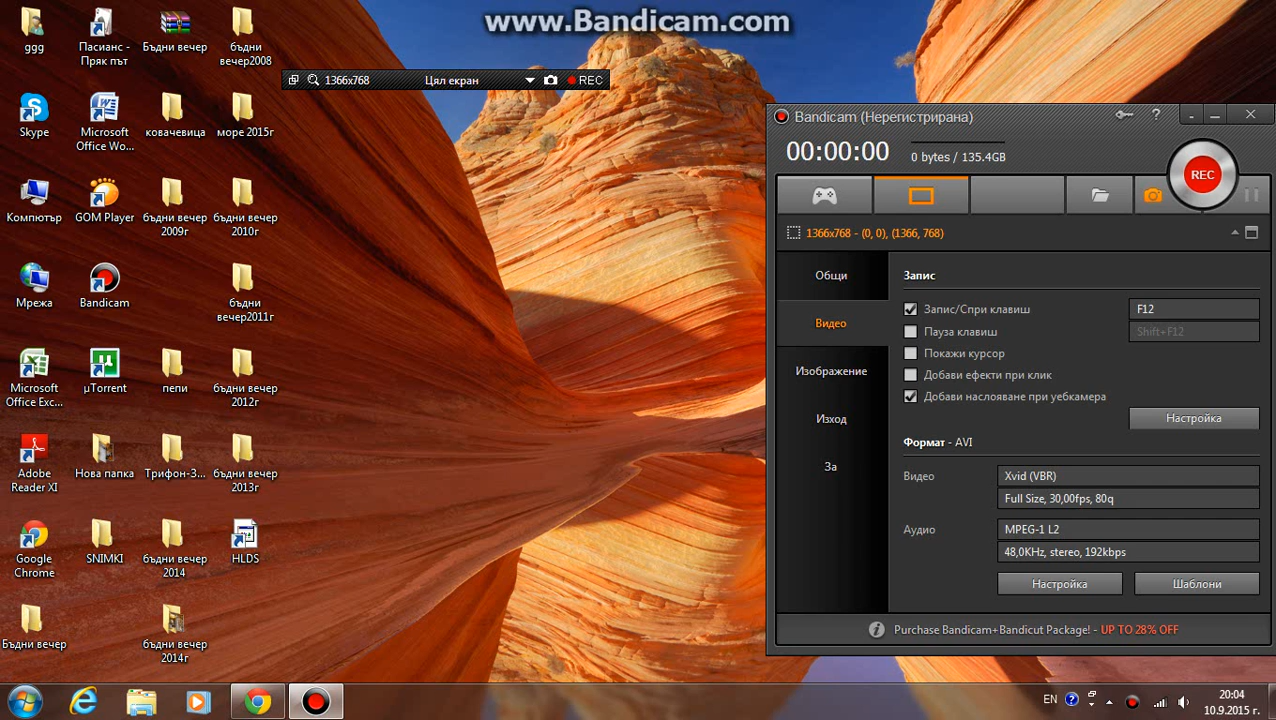 www.Bandicam.com
1366x768 Цял екран REC
ggg
Пасианс -
Пряк път
Бъдни вечер
бъдни
вечер2008
Skype
Microsoft
Office Wo...
ковачевица
море 2015г
Компютър
GOM Player
бъдни вечер
2009г
бъдни вечер
2010г
Мрежа
Bandicam
бъдни
вечер2011г
Microsoft
Office Exc...
µTorrent
пепи
бъдни вечер
2012г
Adobe
Reader XI
Нова папка
Трифон-З...
бъдни вечер
2013г
Google
Chrome
SNIMKI
бъдни вечер
2014
HLDS
Бъдни вечер
бъдни вечер
2014г
Bandicam (Нерегистрирана)
00:00:00 0 bytes / 135.4GB
REC
1366x768 - (0, 0), (1366, 768)
Общи
Видео
Изображение
Изход
За
Запис
Запис/Спри клавиш F12
Пауза клавиш Shift+F12
Покажи курсор
Добави ефекти при клик
Добави наслояване при уебкамера
Настройка
Формат - AVI
Видео Xvid (VBR)
Full Size, 30,00fps, 80q
Аудио MPEG-1 L2
48,0KHz, stereo, 192kbps
Настройка Шаблони
Purchase Bandicam+Bandicut Package! - UP TO 28% OFF
EN 20:04
10.9.2015 г.